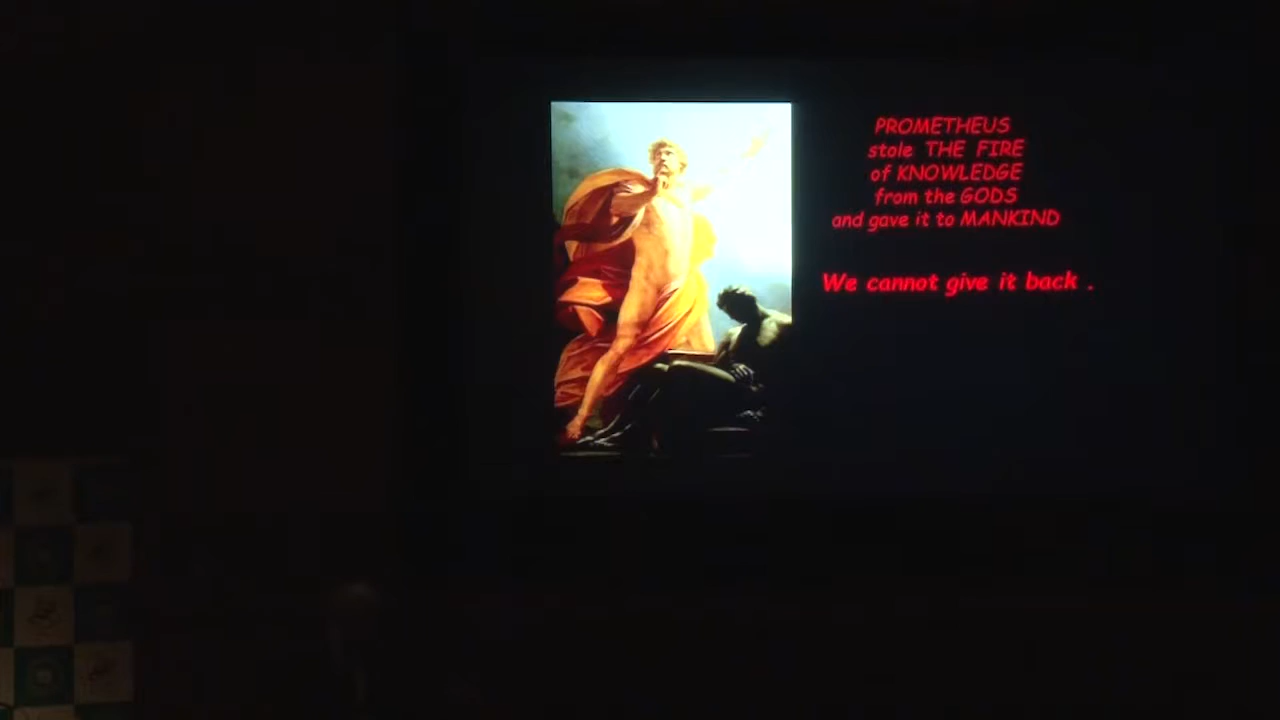 PROMETHEUS
stole THE FIRE
of KNOWLEDGE
from the GODS
and gave it to MANKIND
We cannot give it back .